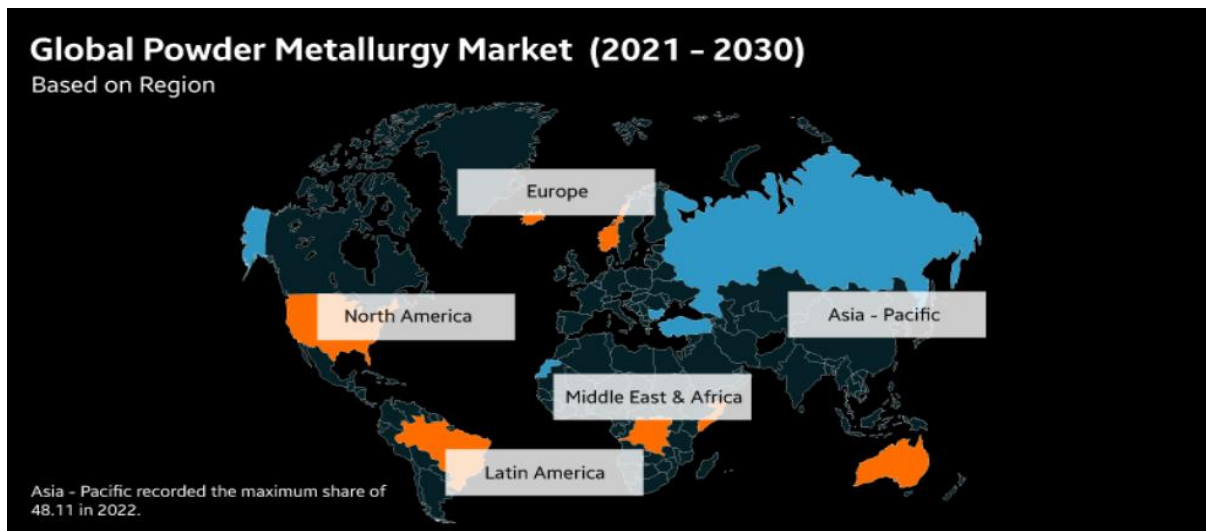 Global Powder Metallurgy Market (2021 – 2030)
Based on Region
Europe
North America
Asia - Pacific
Middle East & Africa
Latin America
Asia - Pacific recorded the maximum share of
48.11 in 2022.